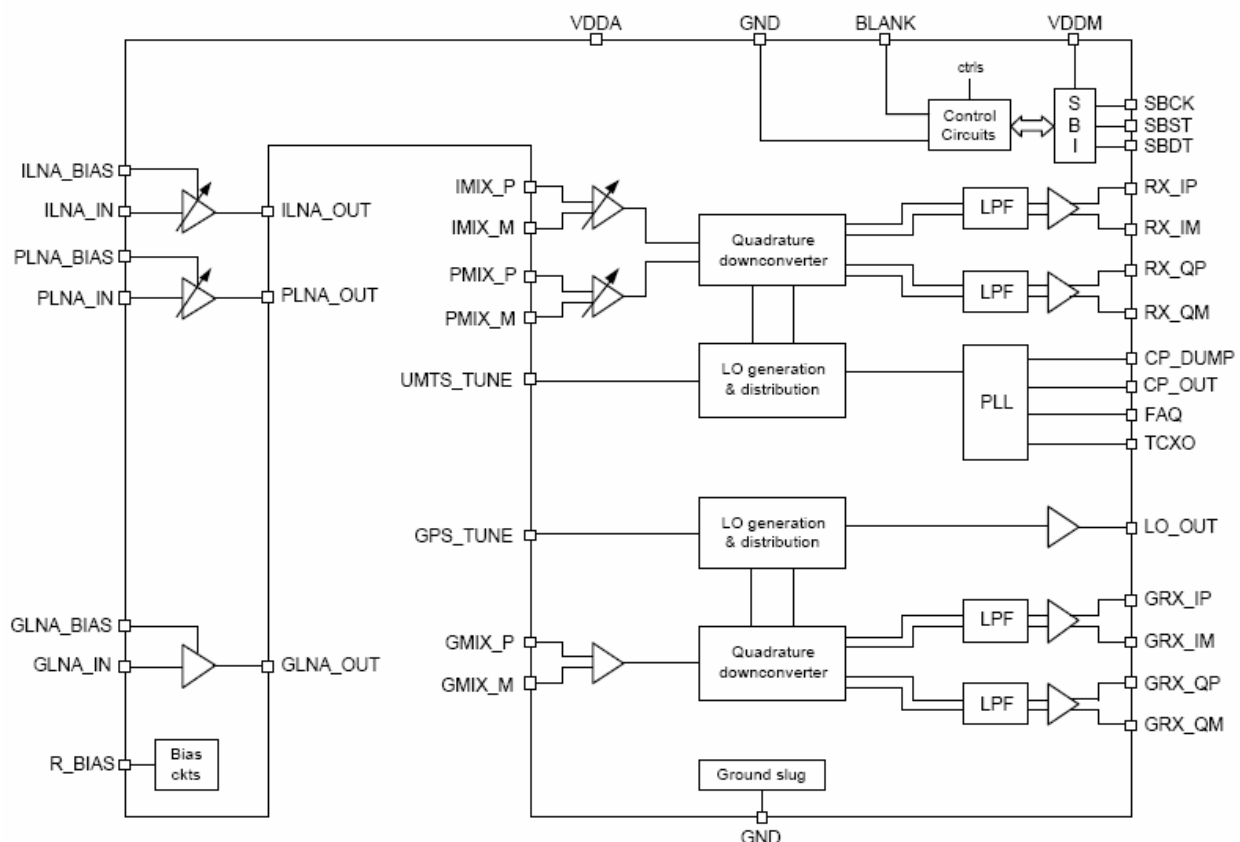 VDDA
GND
BLANK
VDDM
ctrls
Control
Circuits
S
B
I
SBCK
SBST
SBDT
ILNA_BIAS
ILNA_IN
ILNA_OUT
PLNA_BIAS
PLNA_IN
PLNA_OUT
IMIX_P
IMIX_M
PMIX_P
PMIX_M
Quadrature
downconverter
LPF
LPF
RX_IP
RX_IM
RX_QP
RX_QM
UMTS_TUNE
LO generation
& distribution
PLL
CP_DUMP
CP_OUT
FAQ
TCXO
GPS_TUNE
LO generation
& distribution
LO_OUT
GLNA_BIAS
GLNA_IN
GLNA_OUT
GMIX_P
GMIX_M
Quadrature
downconverter
LPF
LPF
GRX_IP
GRX_IM
GRX_QP
GRX_QM
R_BIAS
Bias
ckts
Ground slug
GND